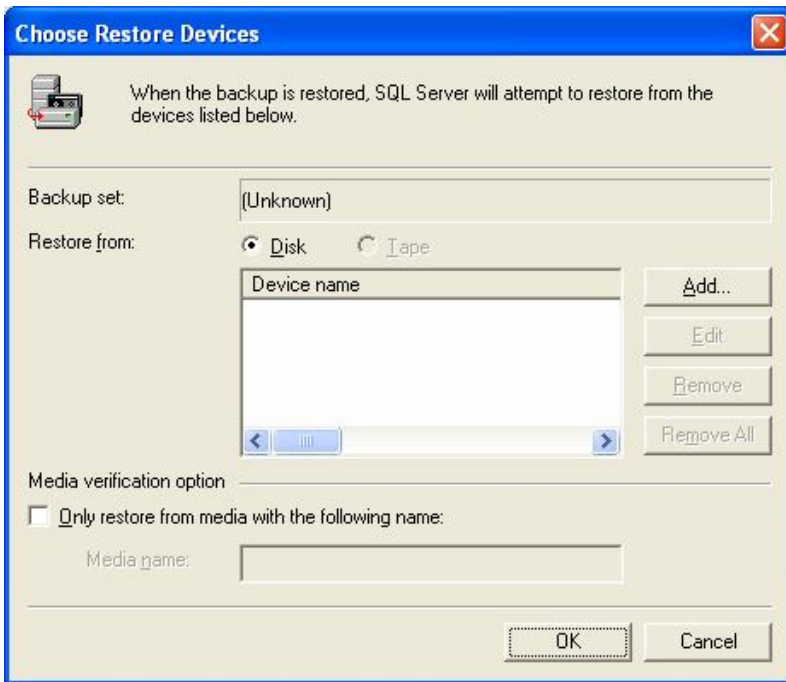 Choose Restore Devices
When the backup is restored, SQL Server will attempt to restore from the
devices listed below.
Backup set:
(Unknown)
Restore from:
Disk
Tape
Device name
Add...
Edit
Remove
Remove All
Media verification option
Only restore from media with the following name:
Media name:
OK
Cancel